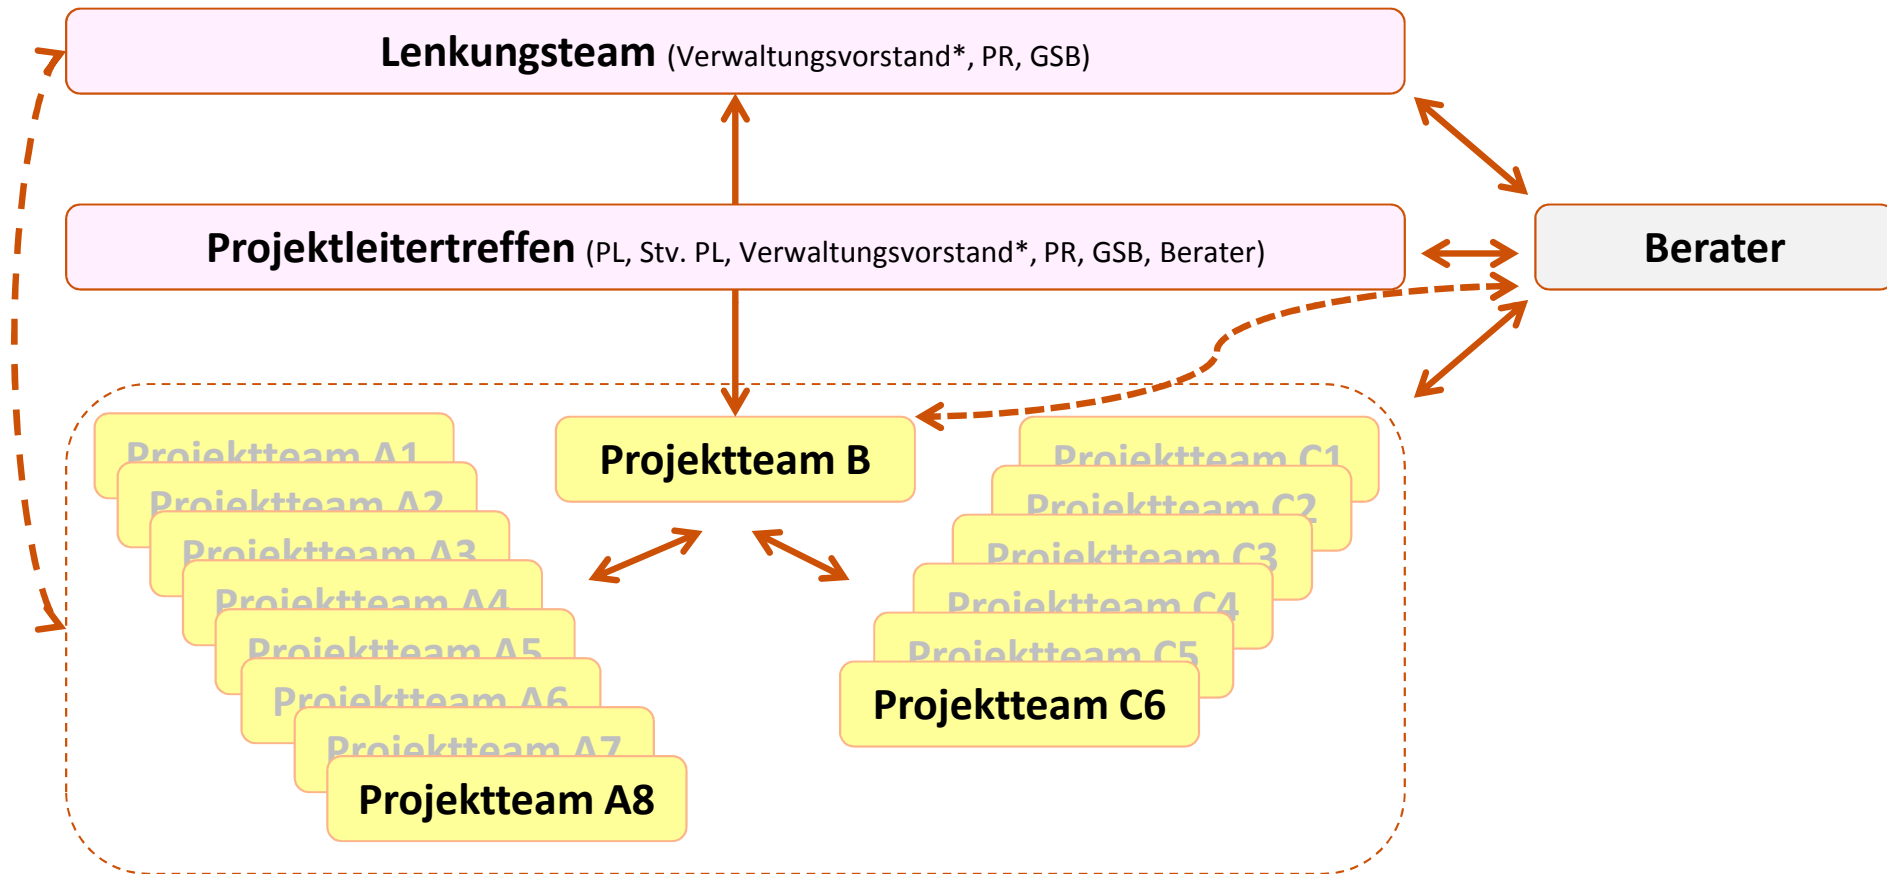 Lenkungsteam (Verwaltungsvorstand*, PR, GSB)
Projektleitertreffen (PL, Stv. PL, Verwaltungsvorstand*, PR, GSB, Berater)
Berater
Projektteam A1
Projektteam A2
Projektteam A3
Projektteam A4
Projektteam A5
Projektteam A6
Projektteam A7
Projektteam A8
Projektteam B
Projektteam C1
Projektteam C2
Projektteam C3
Projektteam C4
Projektteam C5
Projektteam C6